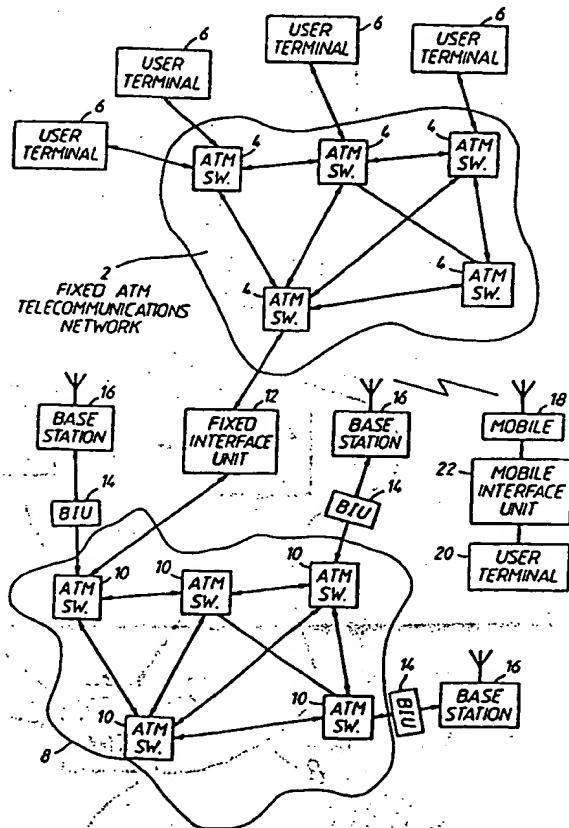 6
USER
TERMINAL
6
USER
TERMINAL
6
USER
TERMINAL
6
USER
TERMINAL
4
ATM
SW.
4
ATM
SW.
4
ATM
SW.
2
FIXED ATM
TELECOMMUNICATIONS
NETWORK
4
ATM
SW.
4
ATM
SW.
16
BASE
STATION
12
FIXED
INTERFACE
UNIT
16
BASE
STATION
18
MOBILE
22
MOBILE
INTERFACE
UNIT
20
USER
TERMINAL
14
BIU
14
BIU
10
ATM
SW.
10
ATM
SW.
10
ATM
SW.
10
ATM
SW.
10
ATM
SW.
14
BIU
16
BASE
STATION
8